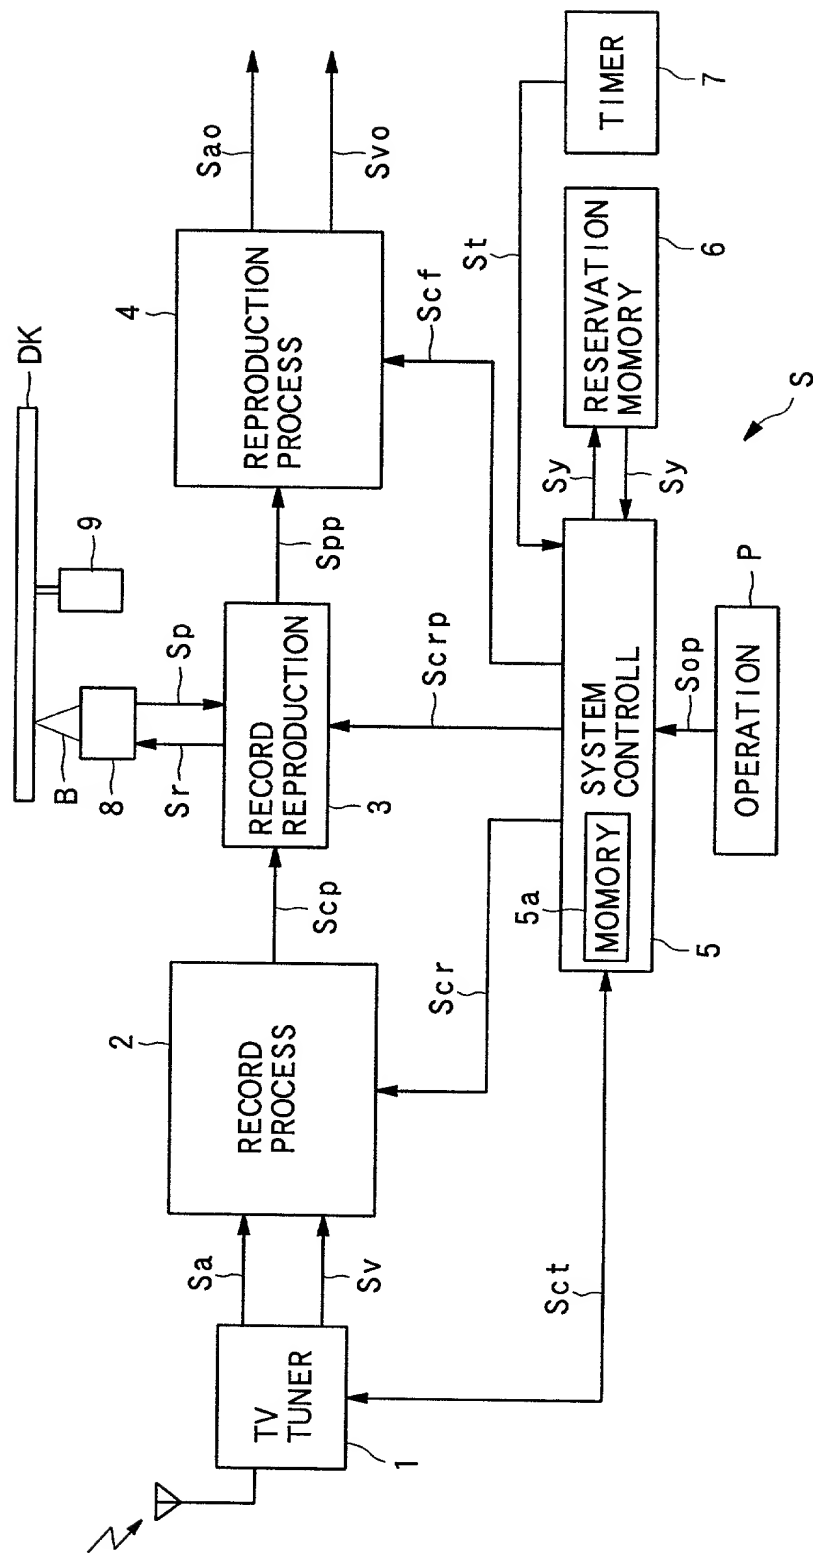 DK
B
8
9
Sr
Sp
Sa
Sv
TV
TUNER
1
2
RECORD
PROCESS
Scp
RECORD
REPRODUCTION
3
Spp
4
REPRODUCTION
PROCESS
Sao
Svo
Sct
Scr
Scrp
Scf
St
5a
MOMORY
SYSTEM
CONTROLL
5
Sy
Sy
RESERVATION
MOMORY
6
TIMER
7
Sop
OPERATION
P
S